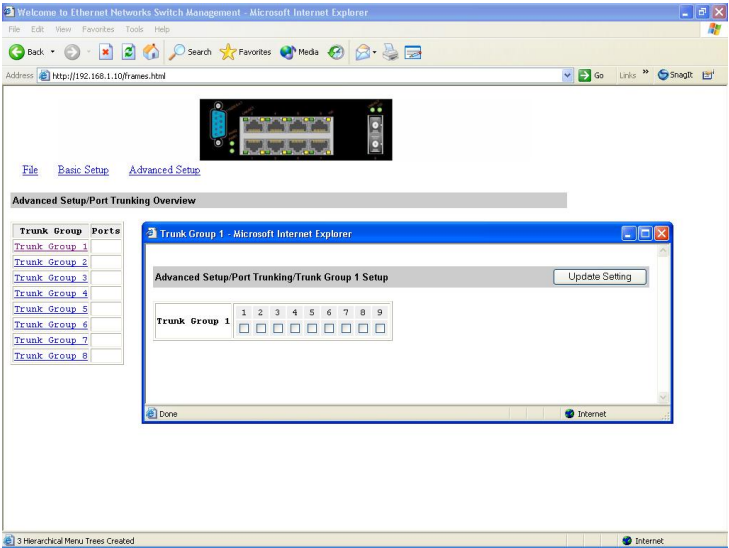 Welcome to Ethernet Networks Switch Management - Microsoft Internet Explorer
File Edit View Favorites Tools Help
Back Search Favorites Media
Address http://192.168.1.10/frames.html Go Links » SnagIt
File Basic Setup Advanced Setup
Advanced Setup/Port Trunking Overview
Trunk Group Ports
Trunk Group 1
Trunk Group 2
Trunk Group 3
Trunk Group 4
Trunk Group 5
Trunk Group 6
Trunk Group 7
Trunk Group 8
Trunk Group 1 - Microsoft Internet Explorer
Advanced Setup/Port Trunking/Trunk Group 1 Setup Update Setting
1 2 3 4 5 6 7 8 9
Trunk Group 1
Done Internet
3 Hierarchical Menu Trees Created Internet